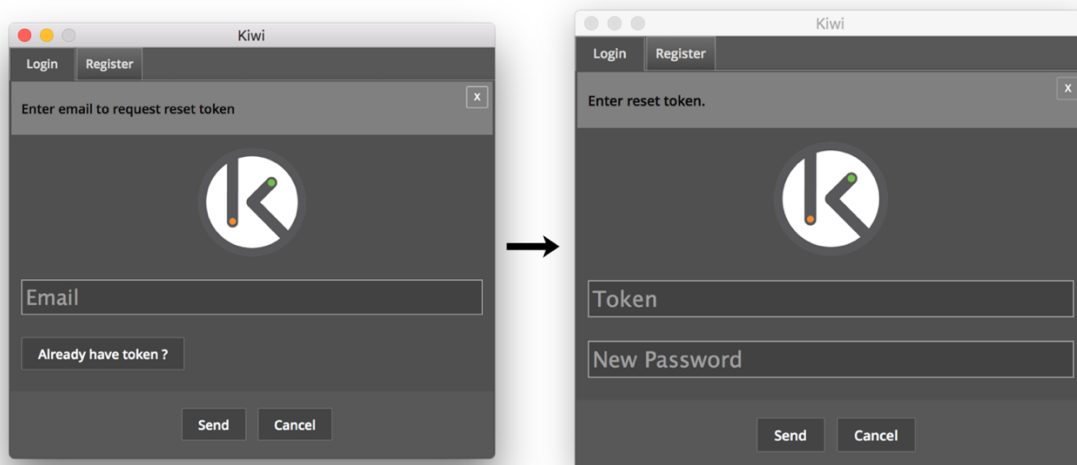 Kiwi
Login Register
Enter email to request reset token x
Email
Already have token ?
Send Cancel
Kiwi
Login Register
Enter reset token. x
Token
New Password
Send Cancel